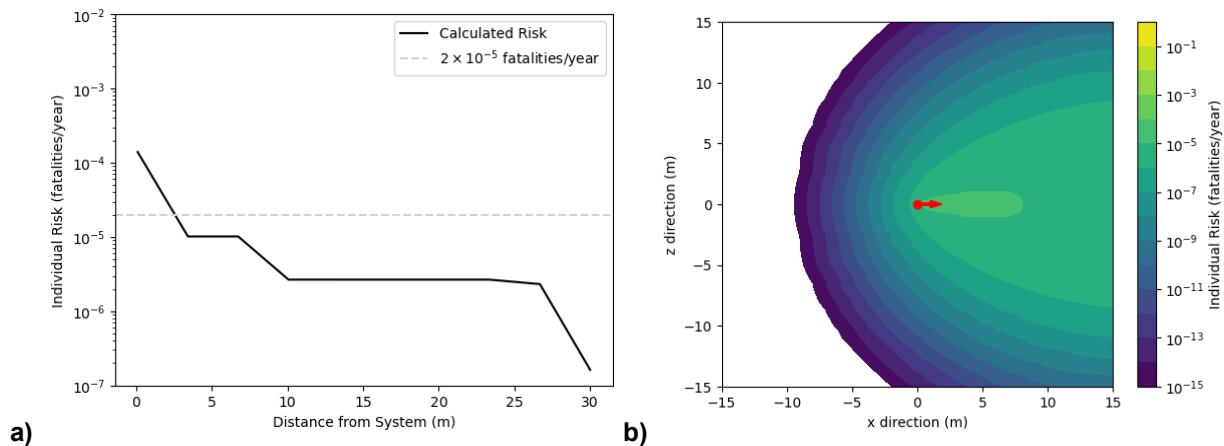 10⁻²
10⁻³
10⁻⁴
10⁻⁵
10⁻⁶
10⁻⁷
Individual Risk (fatalities/year)
Calculated Risk
2 × 10⁻⁵ fatalities/year
0 5 10 15 20 25 30
Distance from System (m)
a)
15
10
5
0
−5
−10
−15
z direction (m)
−15 −10 −5 0 5 10 15
x direction (m)
10⁻¹
10⁻³
10⁻⁵
10⁻⁷
10⁻⁹
10⁻¹¹
10⁻¹³
10⁻¹⁵
Individual Risk (fatalities/year)
b)